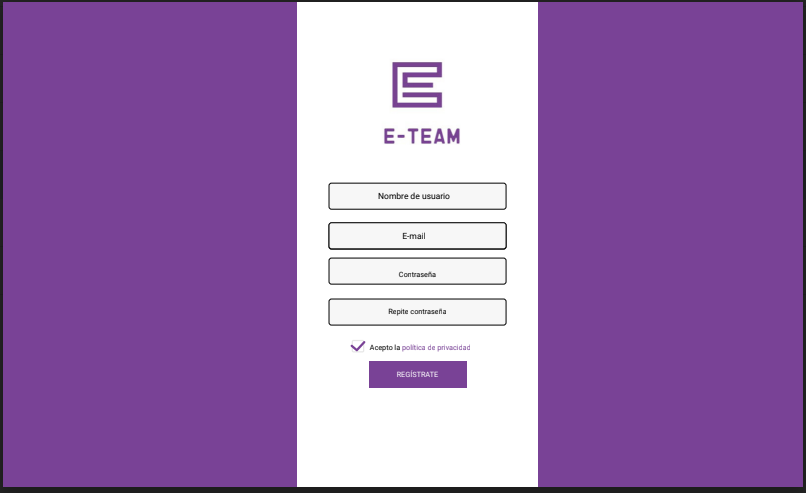 E-TEAM
Nombre de usuario
E-mail
Contraseña
Repite contraseña
Acepto la política de privacidad
REGÍSTRATE